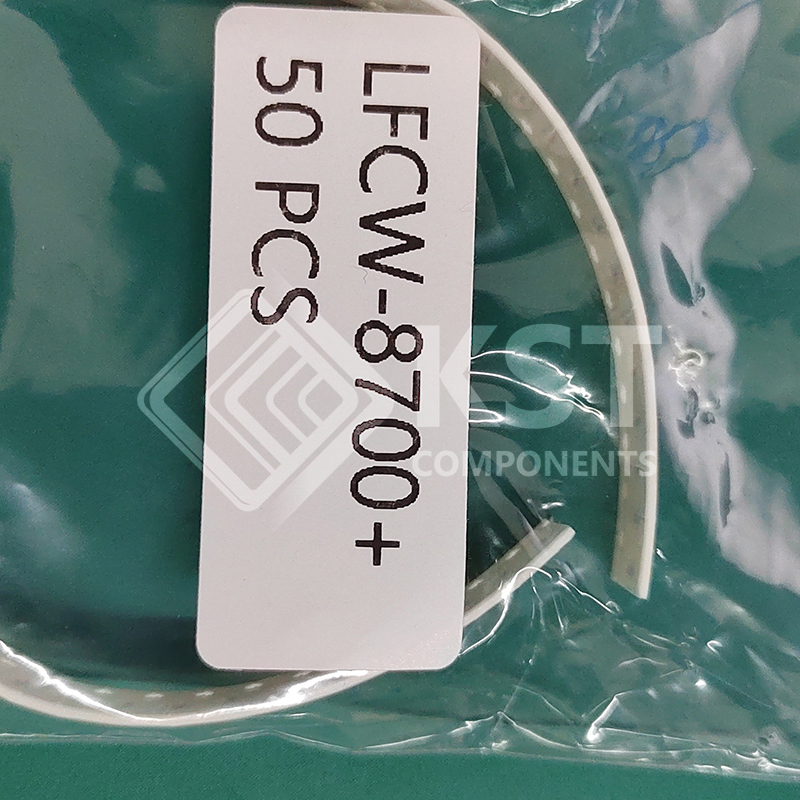 LFCW-8700+
50 PCS
KST
COMPONENTS